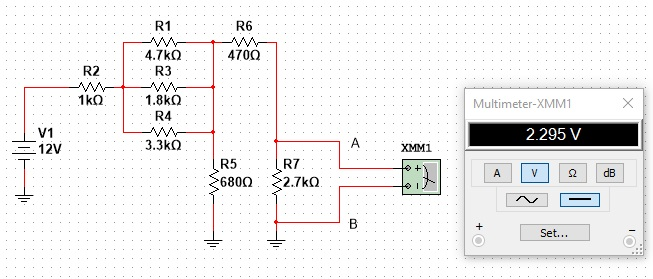 R1
4.7kΩ
R6
470Ω
R2
1kΩ
R3
1.8kΩ
R4
3.3kΩ
V1
12V
R5
680Ω
R7
2.7kΩ
A
B
XMM1
+
Multimeter-XMM1
2.295 V
A
V
Ω
dB
+
Set...
−